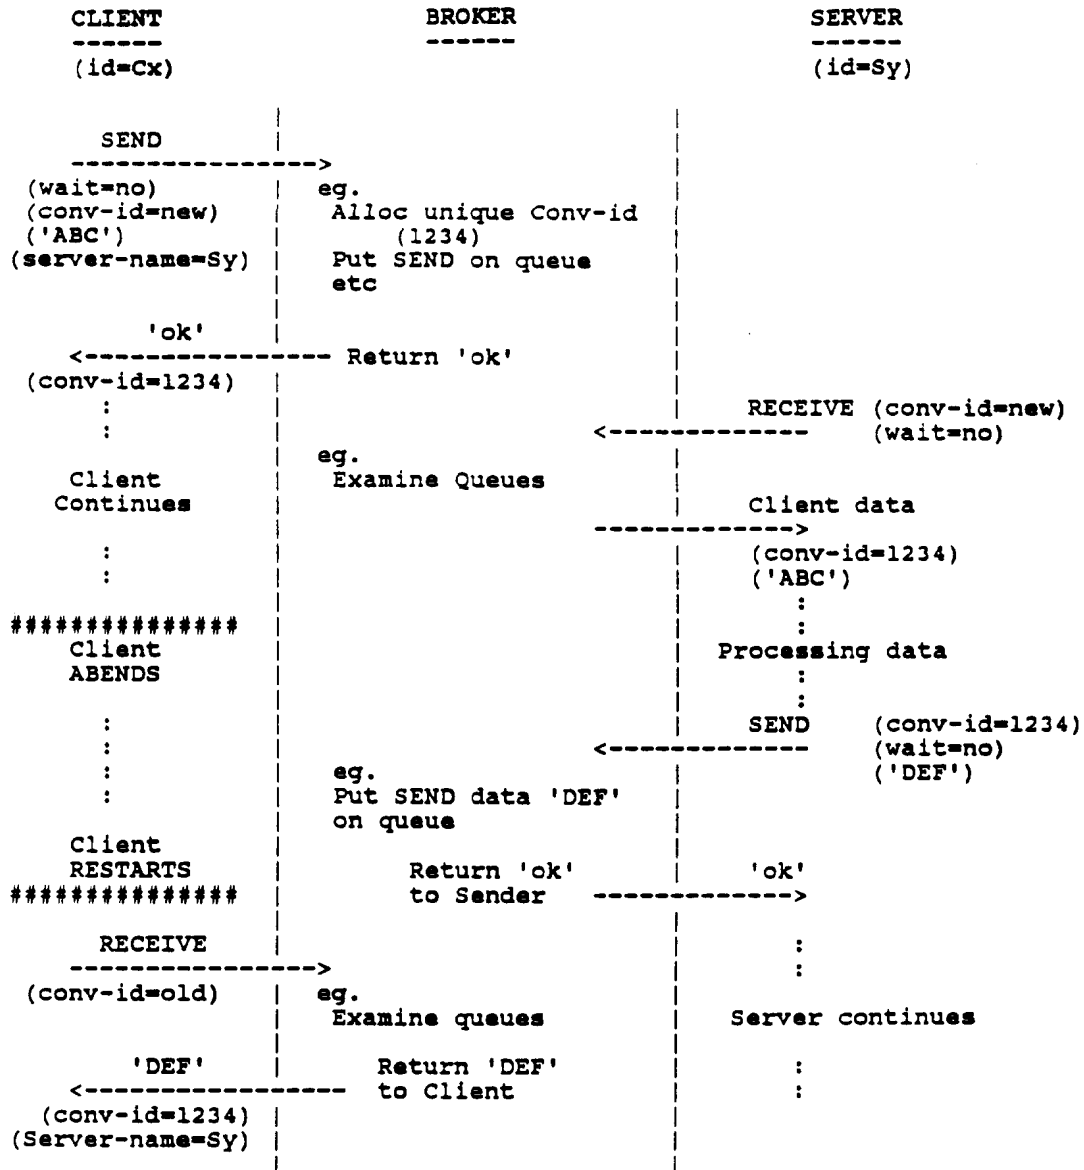 CLIENT BROKER SERVER
------ ------ ------
(id=Cx) (id=Sy)
SEND
---------------->
(wait=no) eg.
(conv-id=new) Alloc unique Conv-id
('ABC') (1234)
(server-name=Sy) Put SEND on queue
etc
'ok'
<---------------- Return 'ok'
(conv-id=1234)
: RECEIVE (conv-id=new)
: <------------- (wait=no)
eg.
Client Examine Queues
Continues Client data
------------->
: (conv-id=1234)
: ('ABC')
:
############### :
Client Processing data
ABENDS :
:
: SEND (conv-id=1234)
: <------------- (wait=no)
: eg. ('DEF')
: Put SEND data 'DEF'
on queue
Client
RESTARTS Return 'ok' 'ok'
############### to Sender ------------->
RECEIVE :
----------------> :
(conv-id=old) eg.
Examine queues Server continues
'DEF' Return 'DEF' :
<----------------- to Client :
(conv-id=1234)
(Server-name=Sy)